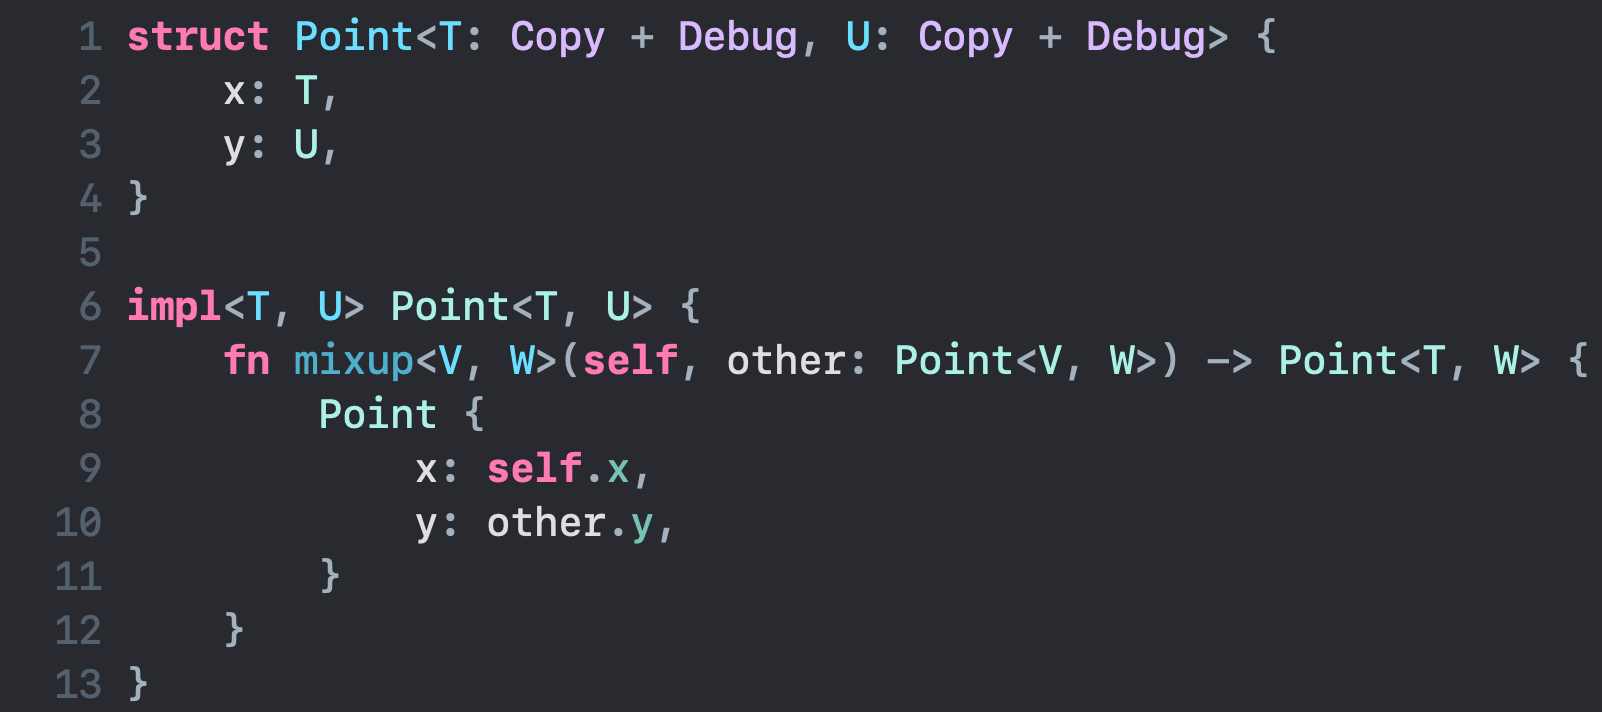 1 struct Point<T: Copy + Debug, U: Copy + Debug> {
2     x: T,
3     y: U,
4 }
5
6 impl<T, U> Point<T, U> {
7     fn mixup<V, W>(self, other: Point<V, W>) -> Point<T, W> {
8         Point {
9             x: self.x,
10             y: other.y,
11         }
12     }
13 }